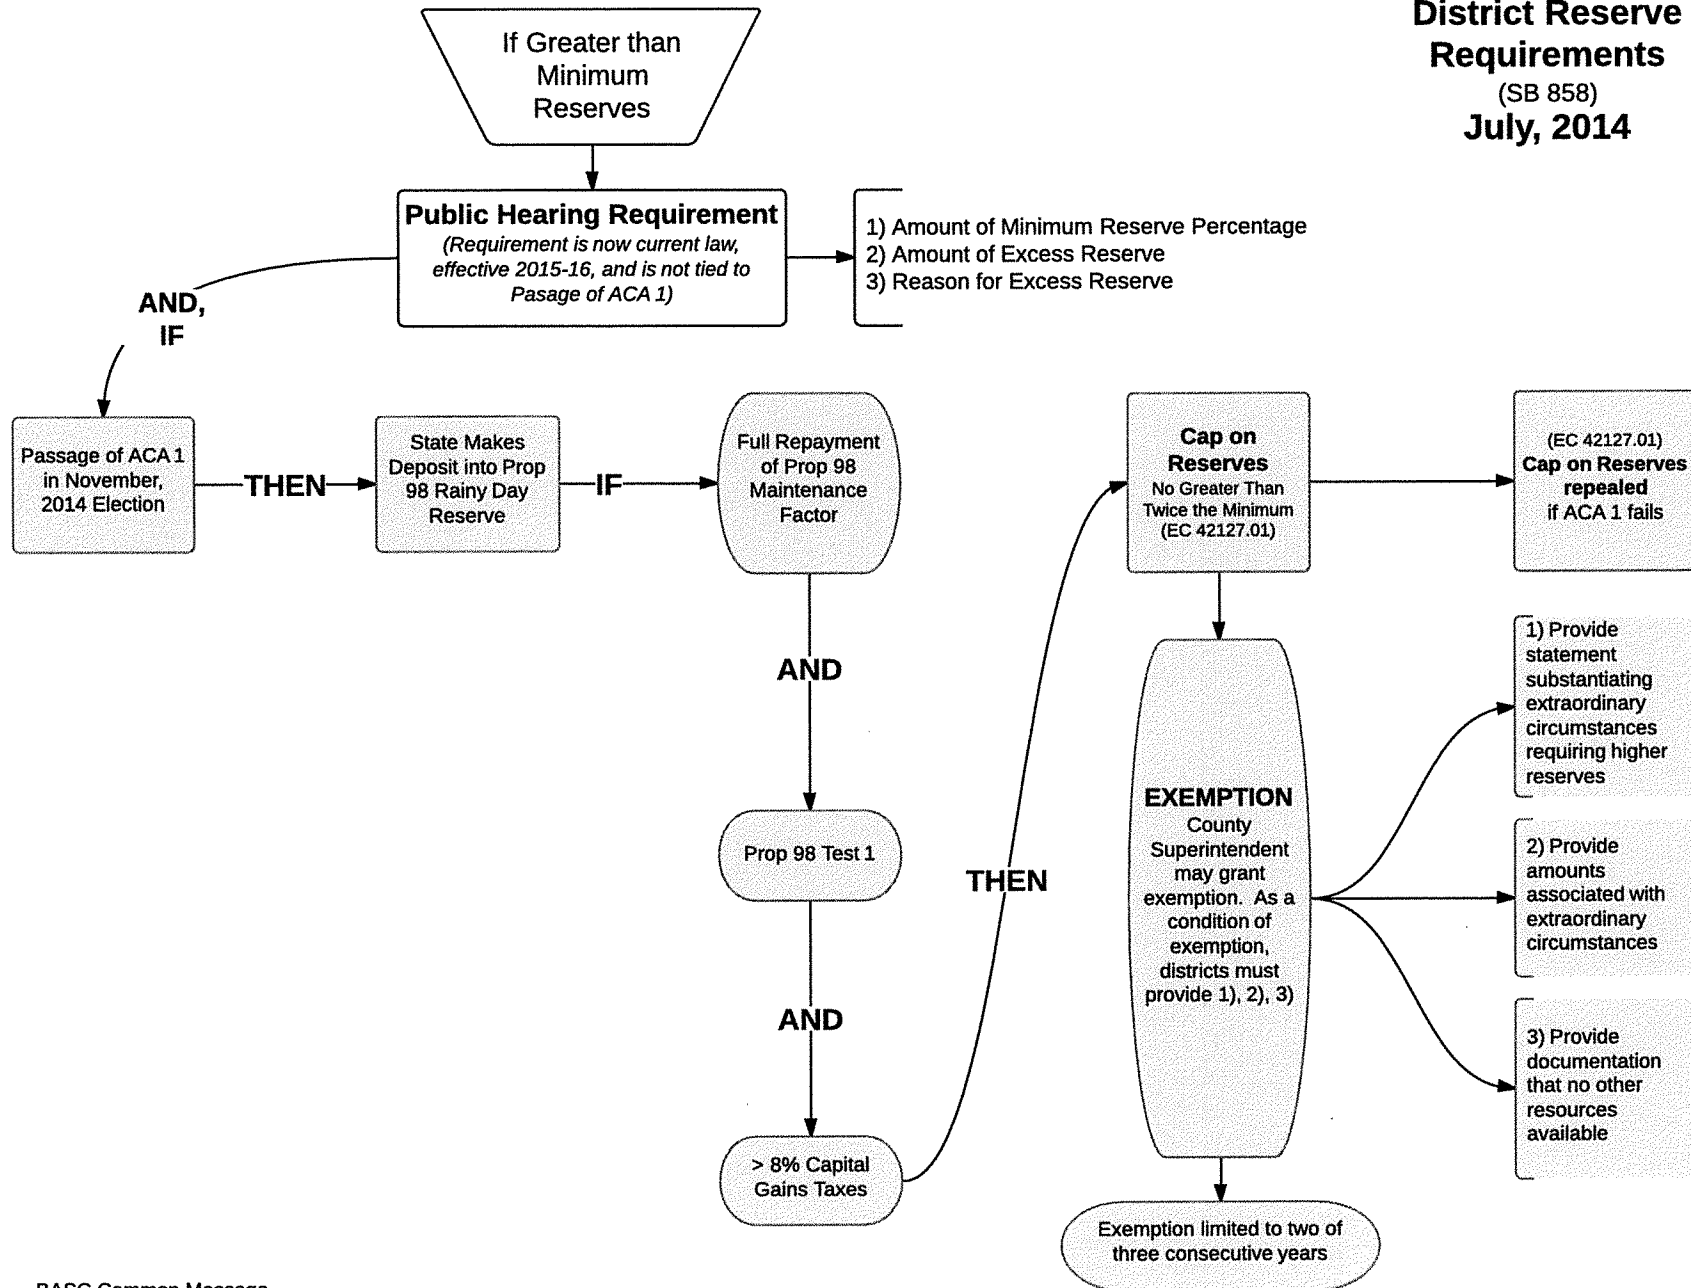 District Reserve
Requirements
(SB 858)
July, 2014
If Greater than
Minimum
Reserves
Public Hearing Requirement
(Requirement is now current law,
effective 2015-16, and is not tied to
Pasage of ACA 1)
1) Amount of Minimum Reserve Percentage
2) Amount of Excess Reserve
3) Reason for Excess Reserve
AND,
IF
Passage of ACA 1
in November,
2014 Election
THEN
State Makes
Deposit into Prop
98 Rainy Day
Reserve
IF
Full Repayment
of Prop 98
Maintenance
Factor
AND
Prop 98 Test 1
AND
> 8% Capital
Gains Taxes
THEN
Cap on
Reserves
No Greater Than
Twice the Minimum
(EC 42127.01)
(EC 42127.01)
Cap on Reserves
repealed
if ACA 1 fails
EXEMPTION
County
Superintendent
may grant
exemption. As a
condition of
exemption,
districts must
provide 1), 2), 3)
1) Provide
statement
substantiating
extraordinary
circumstances
requiring higher
reserves
2) Provide
amounts
associated with
extraordinary
circumstances
3) Provide
documentation
that no other
resources
available
Exemption limited to two of
three consecutive years
BASC Common Message